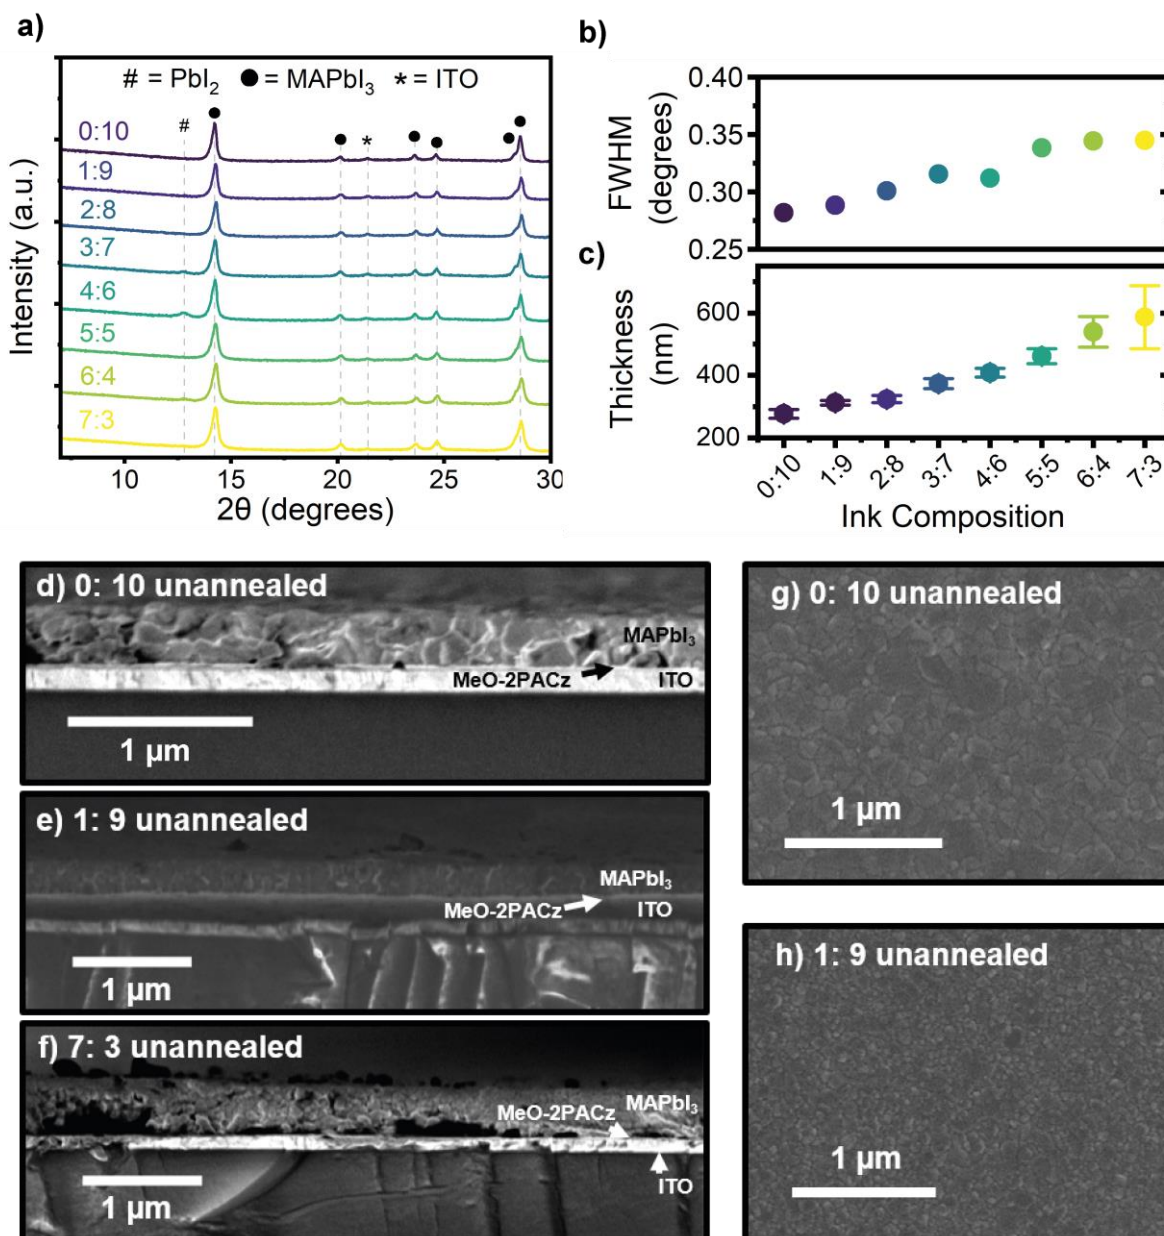 a)
# = PbI₂ ● = MAPbI₃ * = ITO
#
*
0:10
1:9
2:8
3:7
4:6
5:5
6:4
7:3
Intensity (a.u.)
10 15 20 25 30
2θ (degrees)
b)
FWHM
(degrees)
0.40
0.35
0.30
0.25
c)
Thickness
(nm)
600
400
200
0:10 1:9 2:8 3:7 4:6 5:5 6:4 7:3
Ink Composition
d) 0: 10 unannealed
MAPbI₃
MeO-2PACz
ITO
1 µm
e) 1: 9 unannealed
MAPbI₃
MeO-2PACz
ITO
1 µm
f) 7: 3 unannealed
MAPbI₃
MeO-2PACz
ITO
1 µm
g) 0: 10 unannealed
1 µm
h) 1: 9 unannealed
1 µm